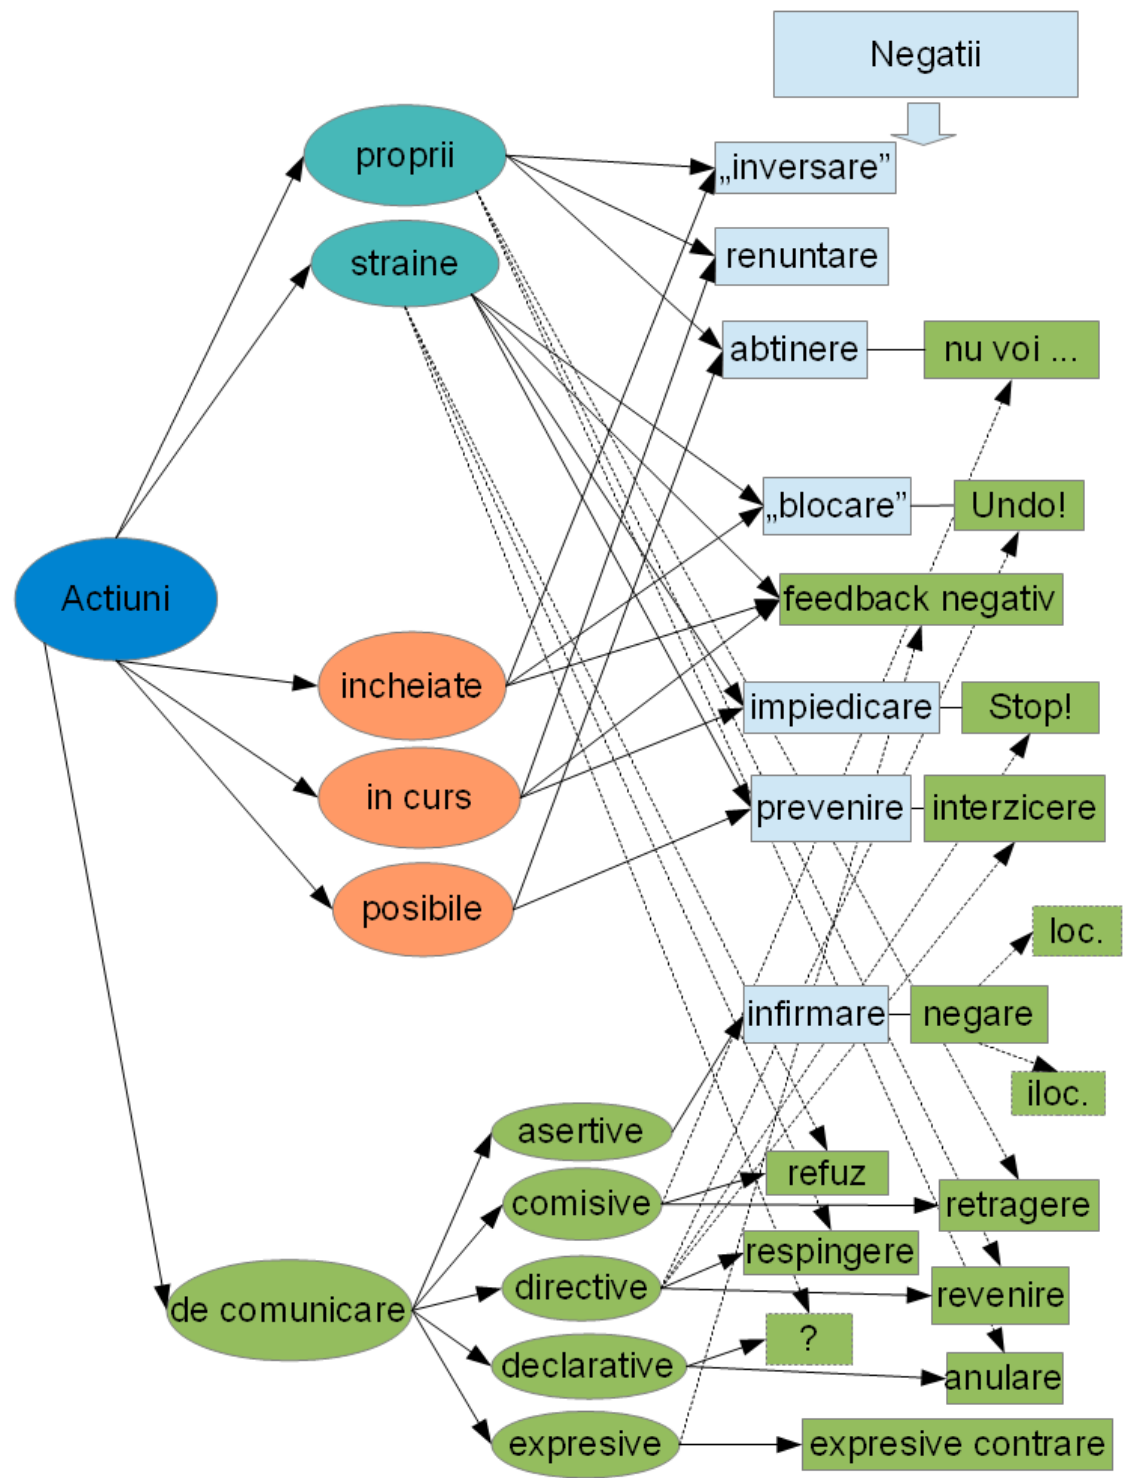 Negatii
proprii
„inversare”
straine
renuntare
abtinere
nu voi ...
„blocare”
Undo!
Actiuni
feedback negativ
incheiate
impiedicare
Stop!
in curs
prevenire
interzicere
posibile
loc.
infirmare
negare
iloc.
asertive
refuz
comisive
retragere
respingere
directive
revenire
de comunicare
?
declarative
anulare
expresive
expresive contrare